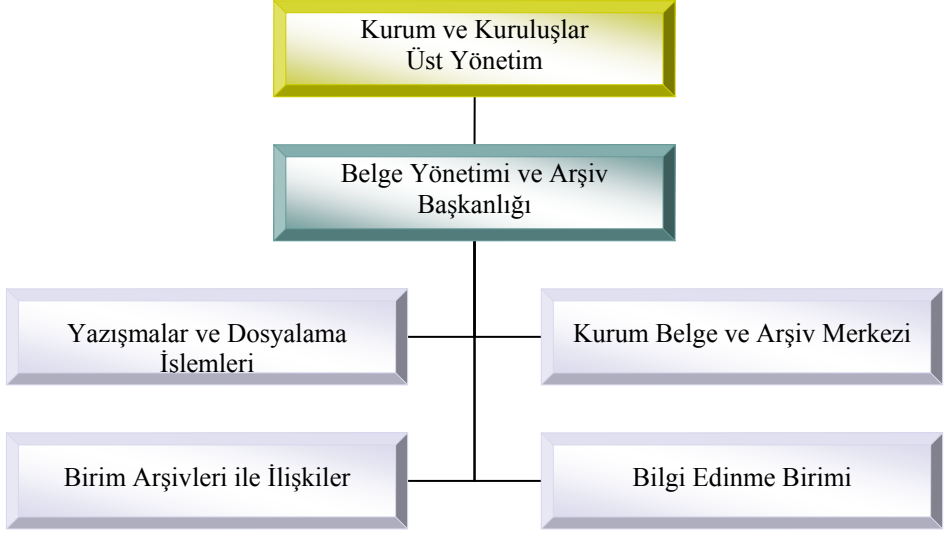 Kurum ve Kuruluşlar
Üst Yönetim
Belge Yönetimi ve Arşiv
Başkanlığı
Yazışmalar ve Dosyalama
İşlemleri
Kurum Belge ve Arşiv Merkezi
Birim Arşivleri ile İlişkiler
Bilgi Edinme Birimi